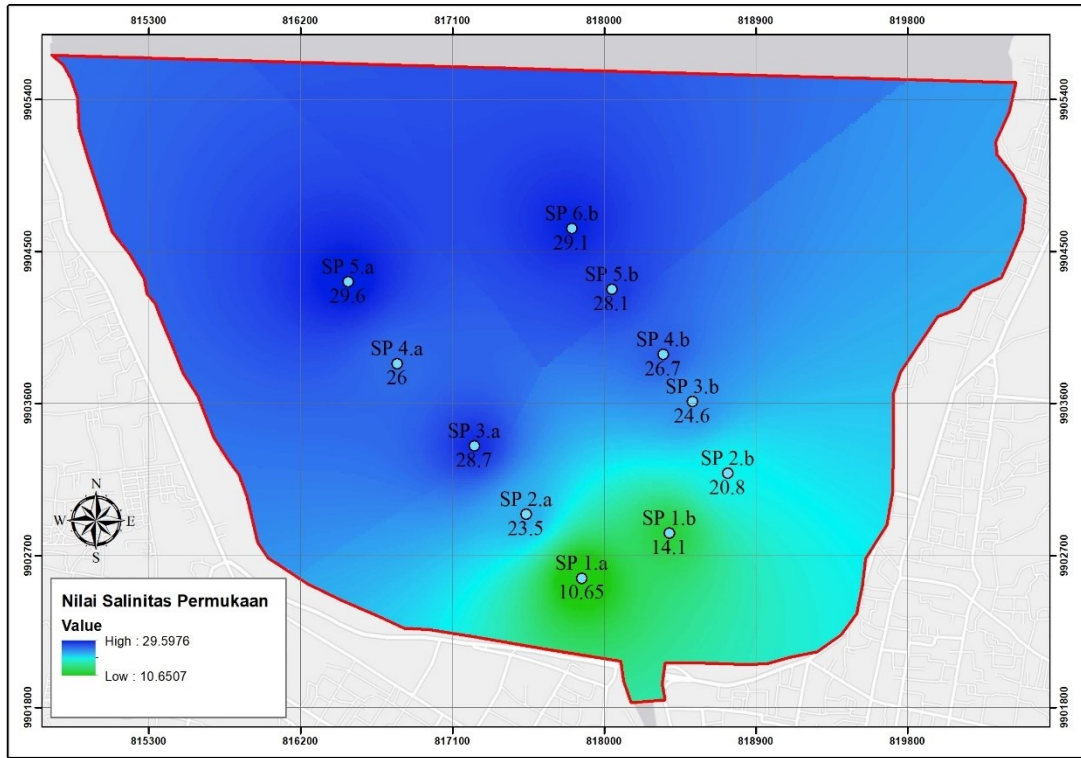 815300 816200 817100 818000 818900 819800
9905400 9905400
SP 6.b
29.1
9904500 9904500
SP 5.a
29.6
SP 5.b
28.1
SP 4.a
26
SP 4.b
26.7
SP 3.b
24.6
9903600 9903600
SP 3.a
28.7
SP 2.b
20.8
SP 2.a
23.5
SP 1.b
14.1
N
W E
S
9902700 9902700
SP 1.a
10.65
Nilai Salinitas Permukaan
Value
High : 29.5976
Low : 10.6507
9901800 9901800
815300 816200 817100 818000 818900 819800